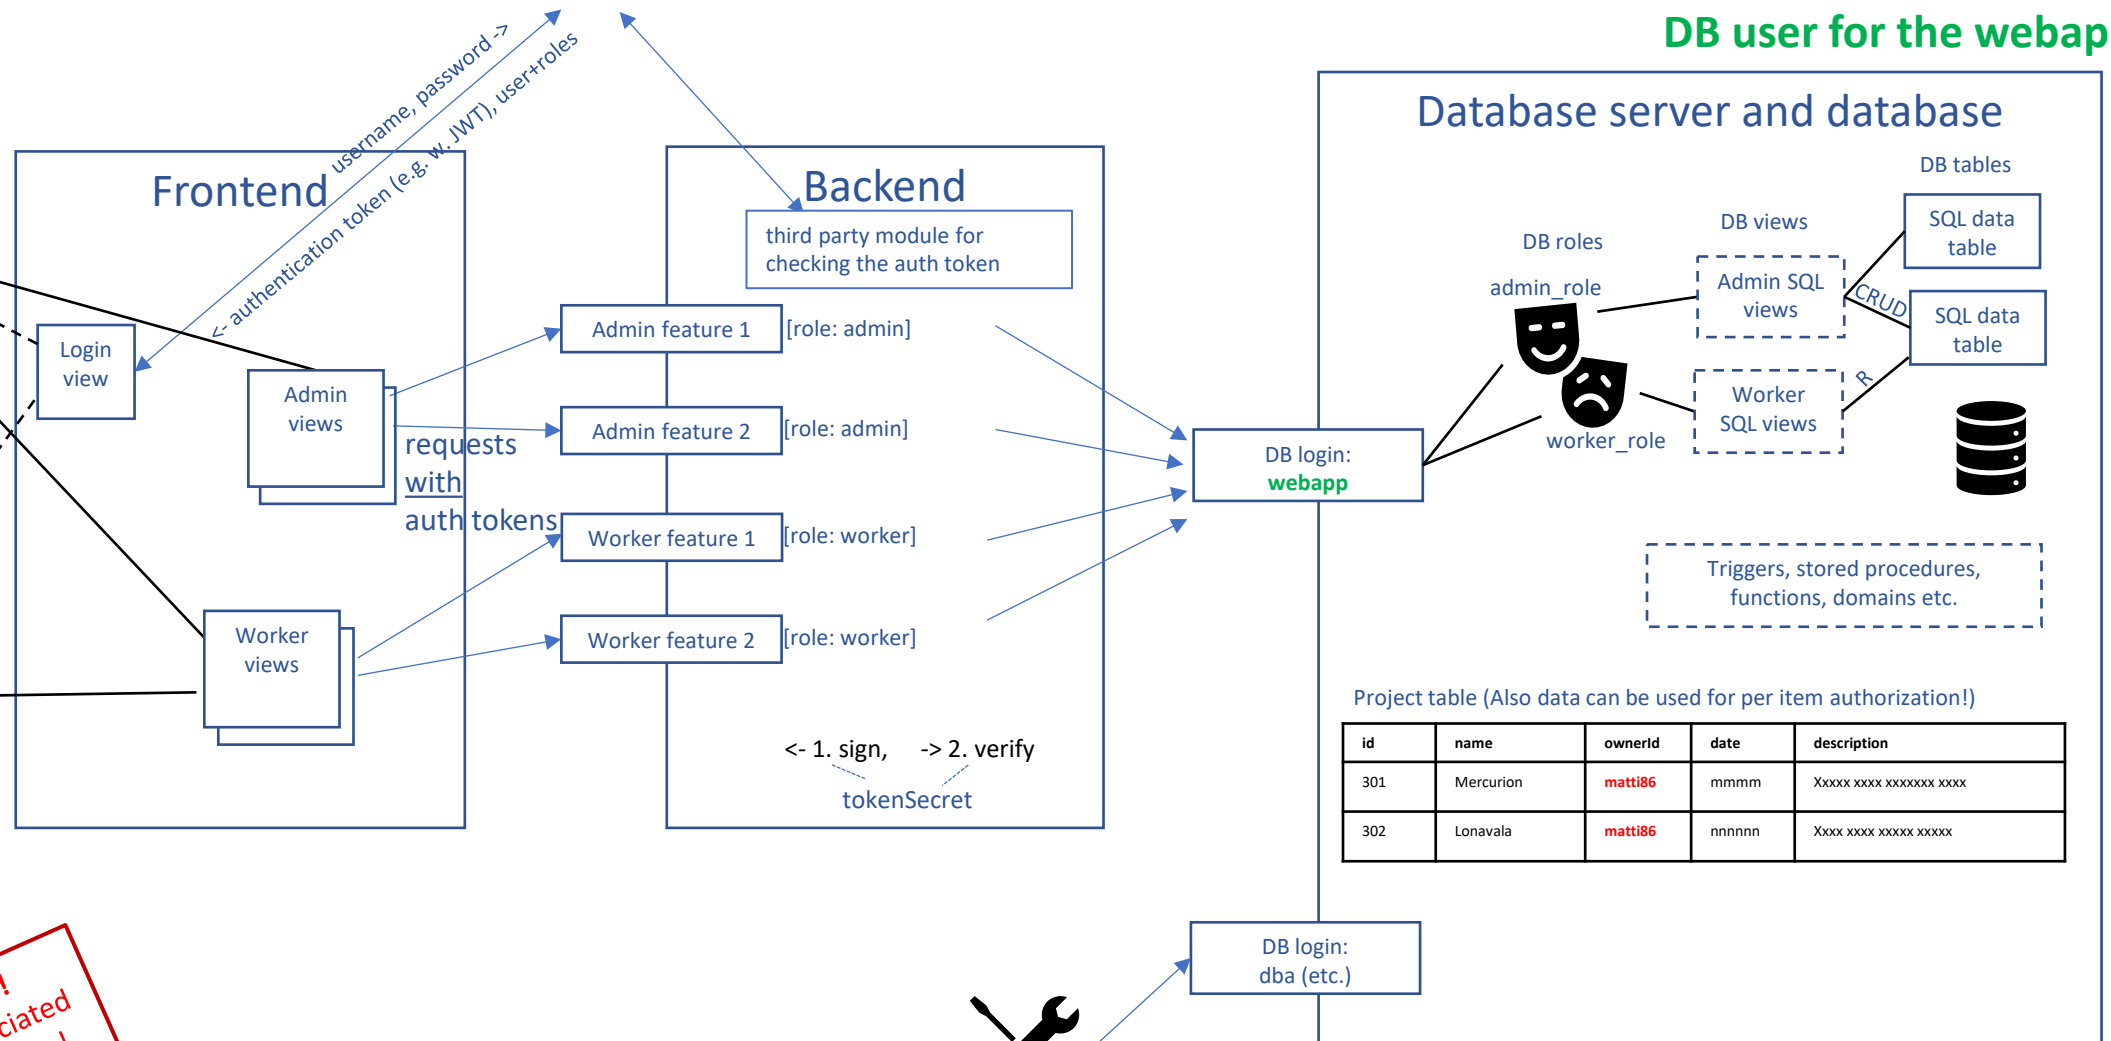 DB user for the webap
username, password ->
<- authentication token (e.g. w. JWT), user+roles
Frontend
Login
view
Admin
views
requests
with
auth tokens
Worker
views
Backend
third party module for
checking the auth token
Admin feature 1
[role: admin]
Admin feature 2
[role: admin]
Worker feature 1
[role: worker]
Worker feature 2
[role: worker]
<- 1. sign, -> 2. verify
tokenSecret
Database server and database
DB tables
SQL data
table
DB views
DB roles
admin_role
Admin SQL
views
CRUD
SQL data
table
Worker
SQL views
R
worker_role
DB login:
webapp
Triggers, stored procedures,
functions, domains etc.
Project table (Also data can be used for per item authorization!)
id name ownerId date description
301 Mercurion matti86 mmmm Xxxxx xxxx xxxxxxx xxxx
302 Lonavala matti86 nnnnnn Xxxx xxxx xxxxx xxxxx
DB login:
dba (etc.)
!
ciated
!